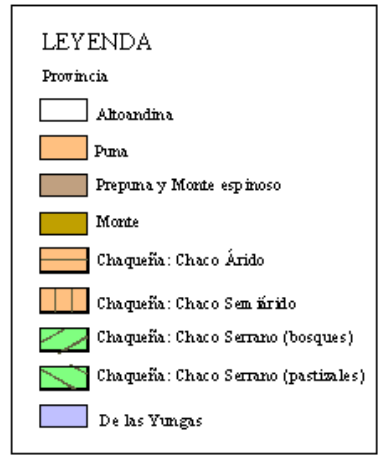 LEYENDA
Provincia
Altoandina
Puna
Prepuna y Monte espinoso
Monte
Chaqueña: Chaco Árido
Chaqueña: Chaco Semiárido
Chaqueña: Chaco Serrano (bosques)
Chaqueña: Chaco Serrano (pastizales)
De las Yungas